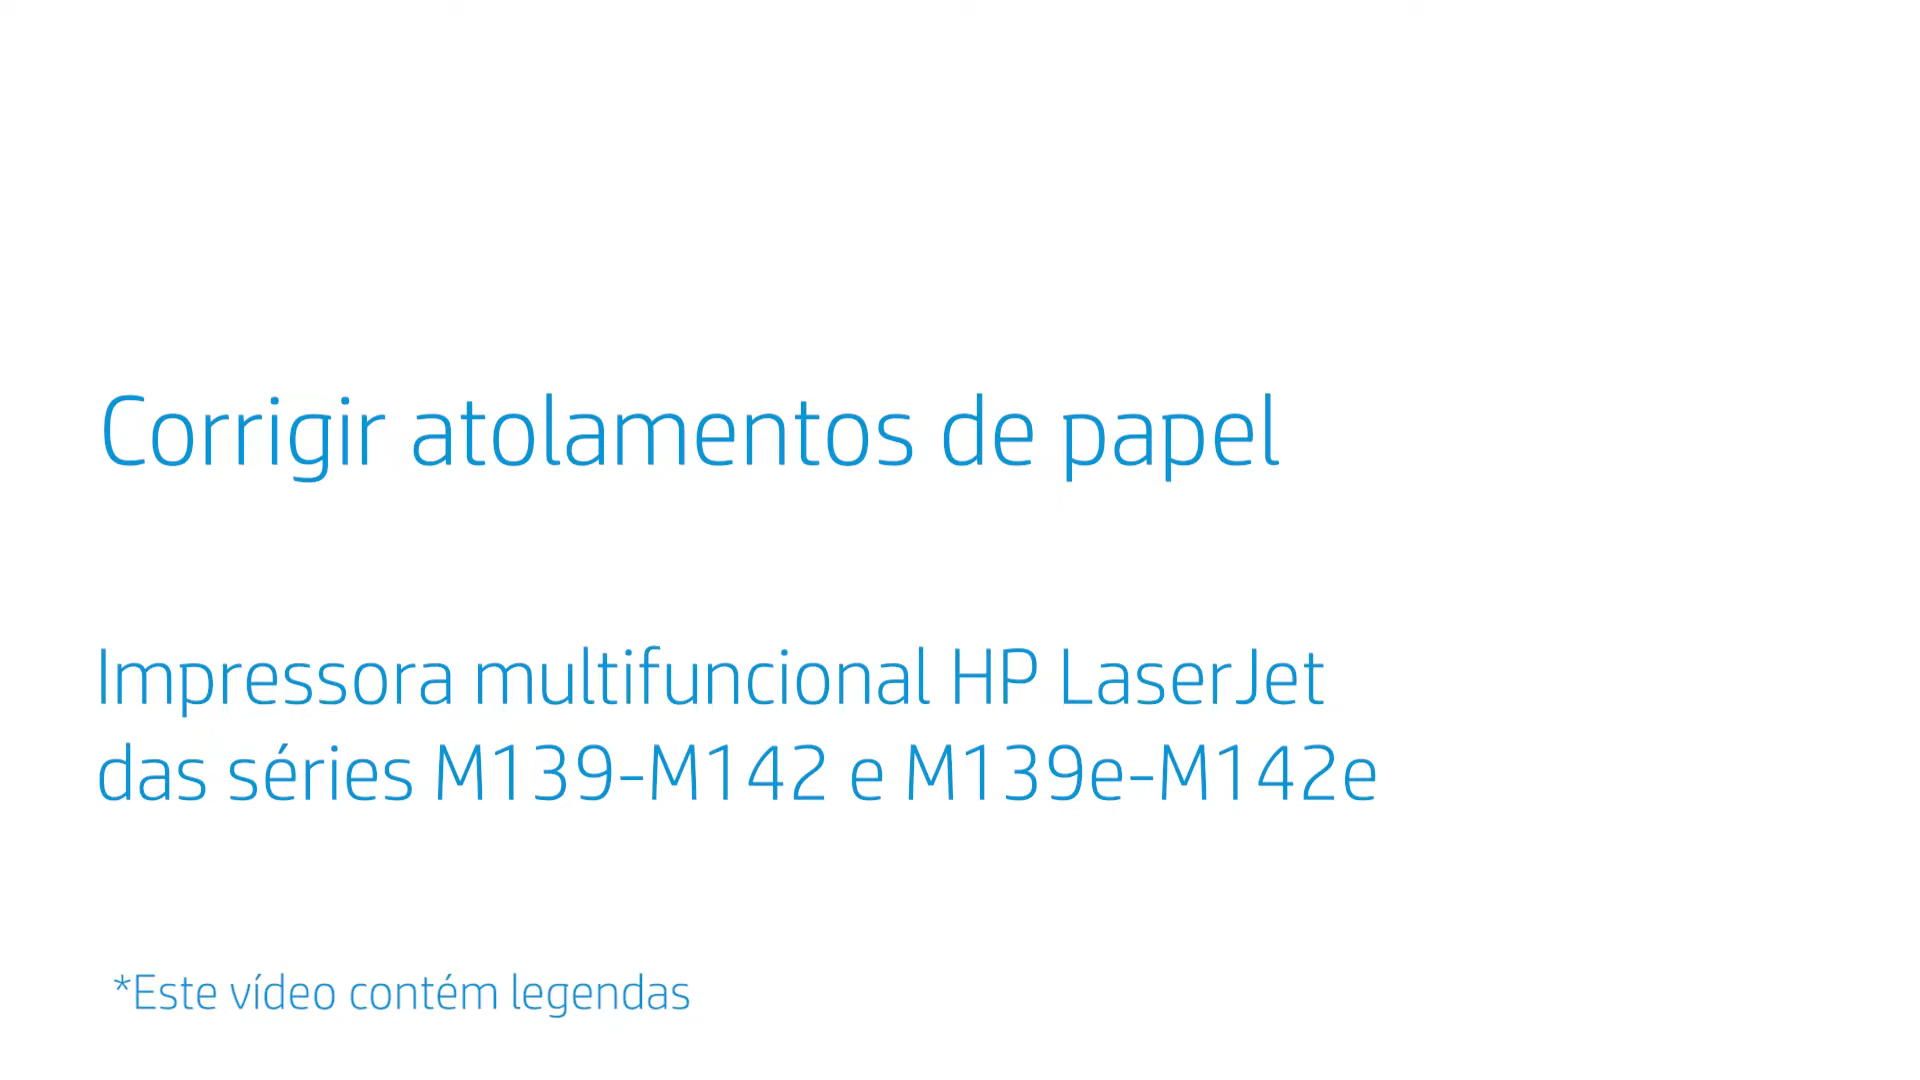 Corrigir atolamentos de papel
Impressora multifuncional HP LaserJet
das séries M139-M142 e M139e-M142e
*Este vídeo contém legendas